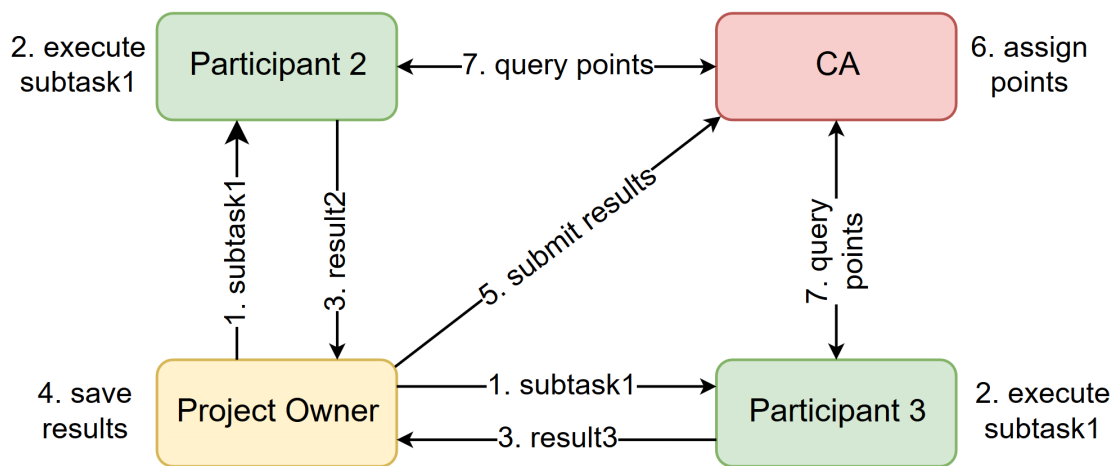 2. execute
subtask1
Participant 2
7. query points
CA
6. assign
points
1. subtask1
3. result2
5. submit results
7. query
points
4. save
results
Project Owner
1. subtask1
3. result3
Participant 3
2. execute
subtask1